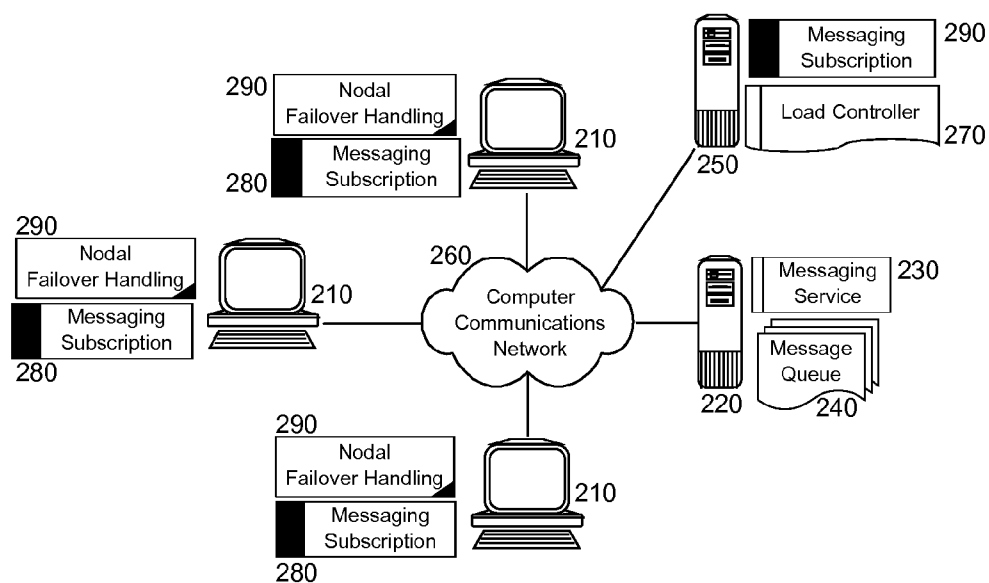 290
Nodal
Failover Handling
210
280
Messaging
Subscription
Messaging
Subscription
290
Load Controller
270
250
290
Nodal
Failover Handling
210
Messaging
Subscription
280
260
Computer
Communications
Network
Messaging
Service
230
Message
Queue
240
220
290
Nodal
Failover Handling
210
Messaging
Subscription
280